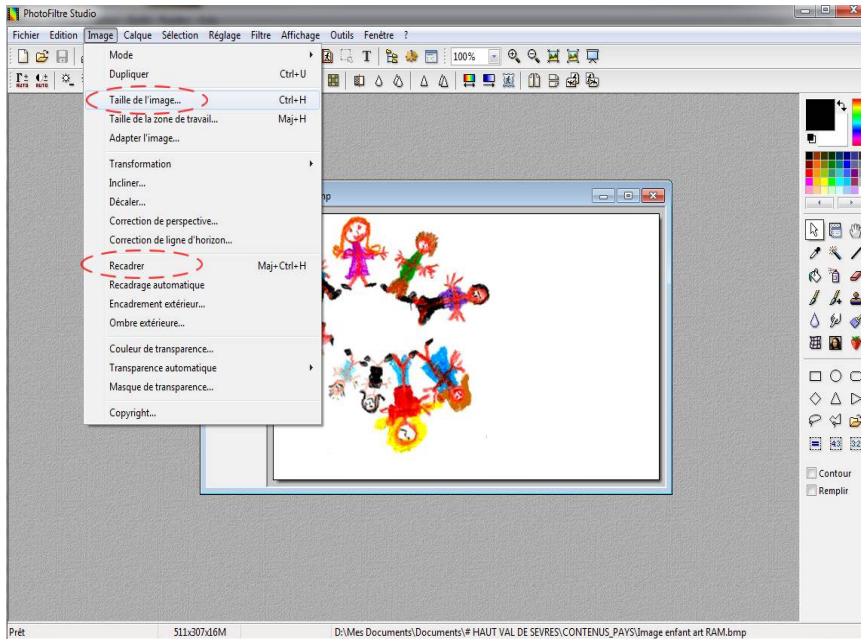 PhotoFiltre Studio
Fichier Edition Image Calque Sélection Réglage Filtre Affichage Outils Fenêtre ?
100%
Mode
Dupliquer Ctrl+U
Taille de l'image... Ctrl+H
Taille de la zone de travail... Maj+H
Adapter l'image...
Transformation
Incliner...
Décaler...
Correction de perspective...
Correction de ligne d'horizon...
Recadrer Maj+Ctrl+H
Recadrage automatique
Encadrement extérieur...
Ombre extérieure...
Couleur de transparence...
Transparence automatique
Masque de transparence...
Copyright...
Contour
Remplir
Prêt 511x307x16M D:\Mes Documents\Documents\# HAUT VAL DE SEVRES\CONTENUS_PAYS\Image enfant art RAM.bmp